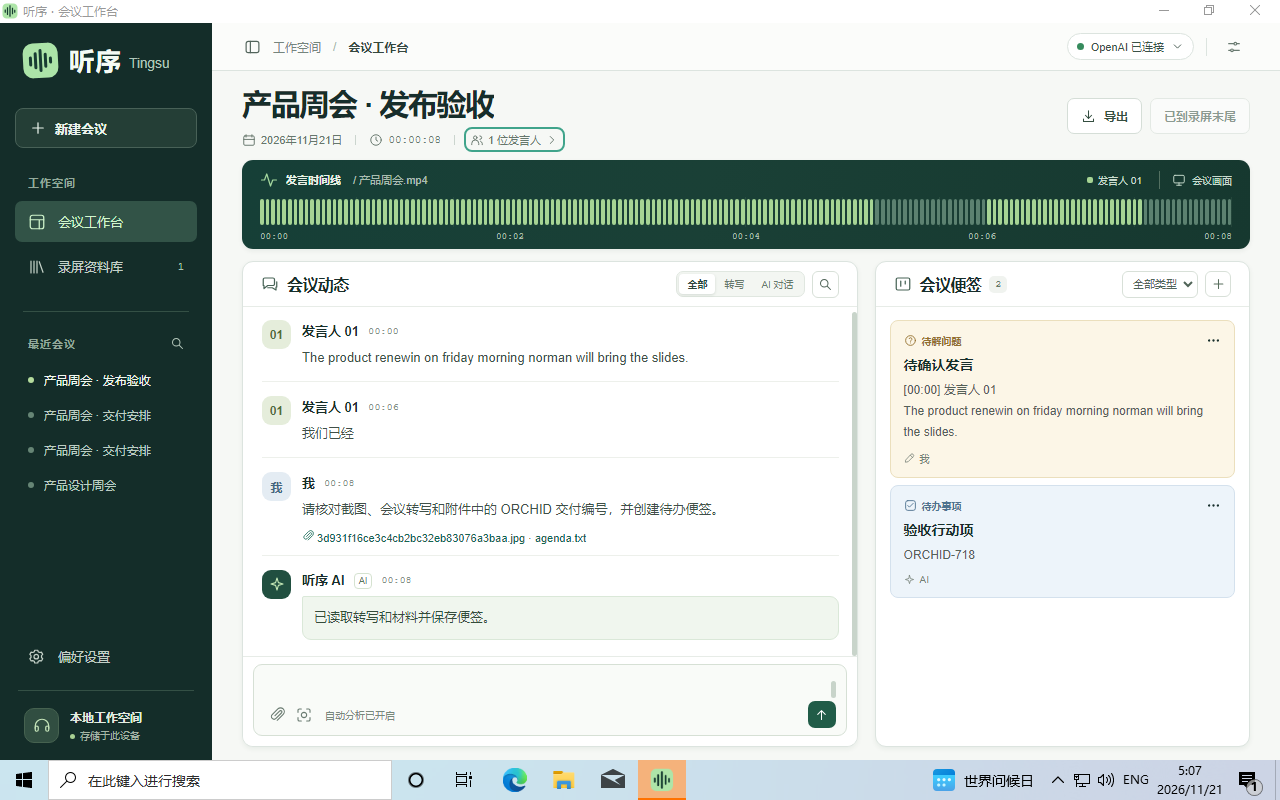 听序 · 会议工作台
听序 Tingsu
工作空间 / 会议工作台
OpenAI 已连接
新建会议
工作空间
会议工作台
录屏资料库 1
最近会议
产品周会 · 发布验收
产品周会 · 交付安排
产品周会 · 交付安排
产品设计周会
偏好设置
本地工作空间
存储于此设备
产品周会 · 发布验收
2026年11月21日 00:00:08 1 位发言人
导出
已到录屏末尾
发言时间线 / 产品周会.mp4
发言人 01 会议画面
00:00 00:02 00:04 00:06 00:08
会议动态
全部 转写 AI 对话
01 发言人 01 00:00
The product renewin on friday morning norman will bring the slides.
01 发言人 01 00:06
我们已经
我 我 00:08
请核对截图、会议转写和附件中的 ORCHID 交付编号，并创建待办便签。
3d931f16ce3c4cb2bc32eb83076a3baa.jpg · agenda.txt
听序 AI AI 00:08
已读取转写和材料并保存便签。
自动分析已开启
会议便签 2
全部类型
待解问题
待确认发言
[00:00] 发言人 01
The product renewin on friday morning norman will bring
the slides.
我
待办事项
验收行动项
ORCHID-718
AI
在此键入进行搜索
世界问候日
ENG
5:07
2026/11/21
1